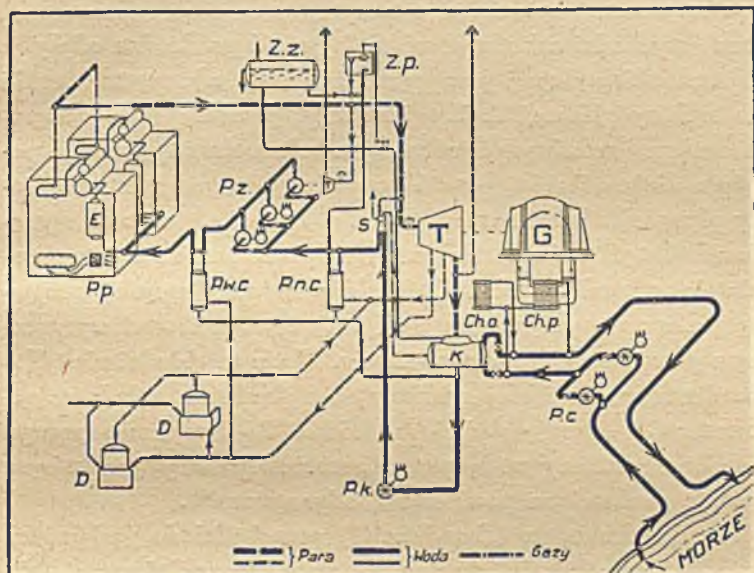 Z.z.
Z.p.
P.z.
E
S
T
G
P.p.
P.w.c
P.n.c.
Ch.o.
Ch.p.
K
P.c
D
D.
P.k.
Para
Woda
Gazy
MORZE